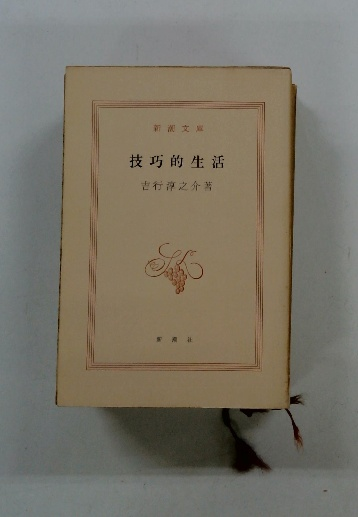 新潮文庫
技巧的生活
吉行淳之介著
新潮社